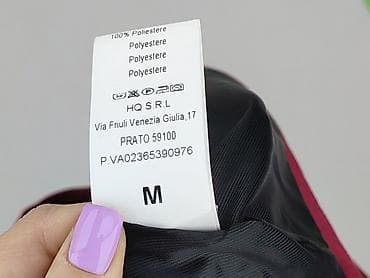 100% Poliestere
Polyestere
Polyestere
Polyestere
HQ S.R.L
Via Friuli Venezia Giulia,17
PRATO 59100
P.VA02365390976
M